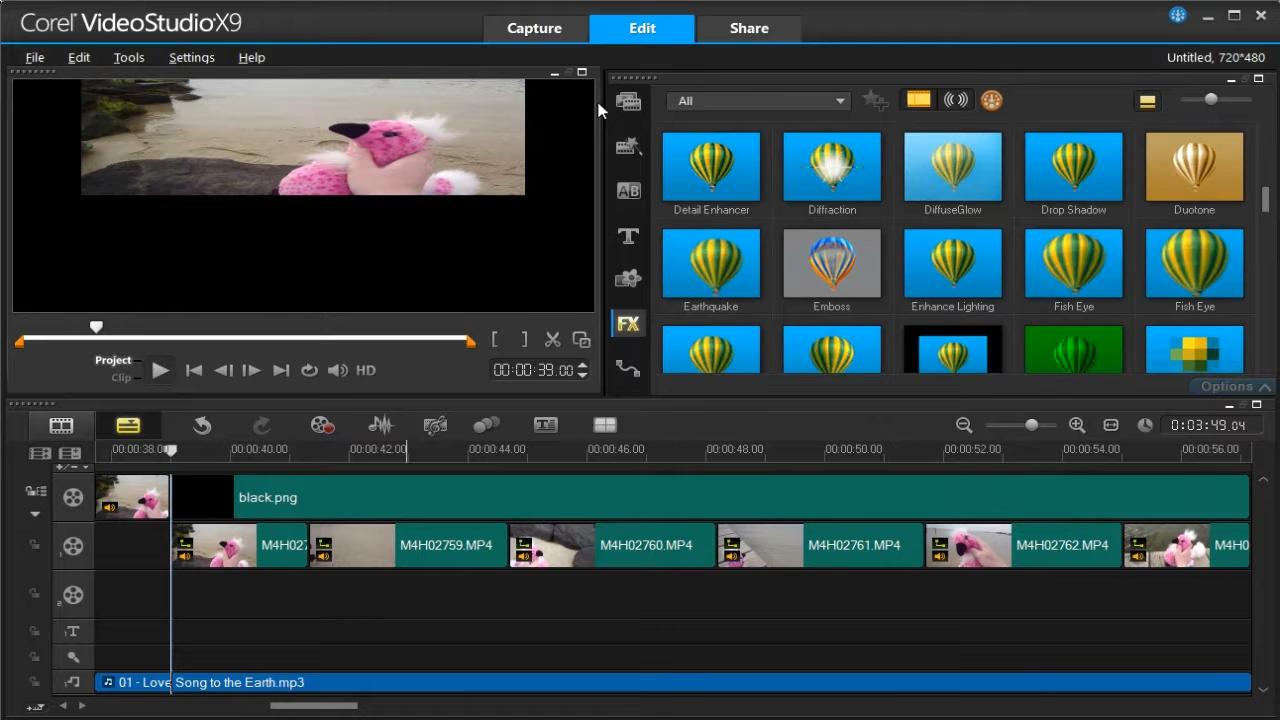 Corel VideoStudio X9
Capture
Edit
Share
File
Edit
Tools
Settings
Help
Untitled, 720*480
All
Detail Enhancer
Diffraction
DiffuseGlow
Drop Shadow
Duotone
AB
T
Earthquake
Emboss
Enhance Lighting
Fish Eye
Fish Eye
FX
Project
Clip
HD
00:00:39.00
Options
0:03:49.04
00:00:38.00
00:00:40.00
00:00:42.00
00:00:44.00
00:00:46.00
00:00:48.00
00:00:50.00
00:00:52.00
00:00:54.00
00:00:56.00
black.png
1
M4H027
M4H02759.MP4
M4H02760.MP4
M4H02761.MP4
M4H02762.MP4
M4H0
2
1T
01 - Love Song to the Earth.mp3